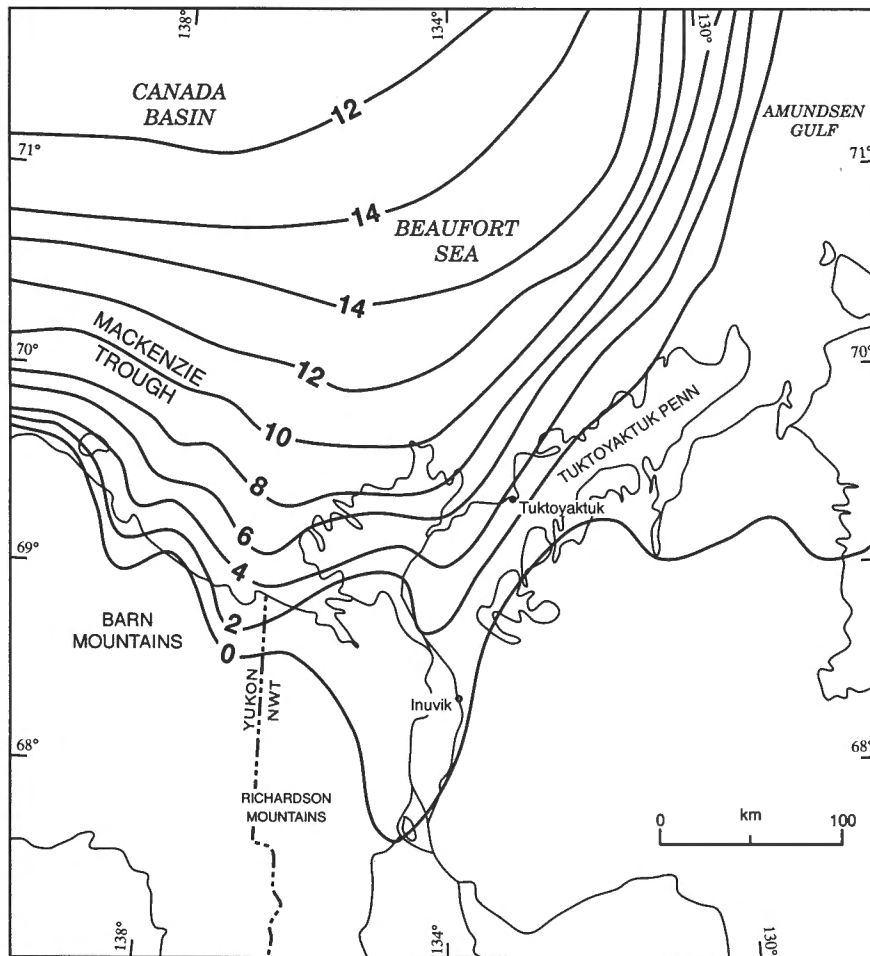 138°
134°
130°
CANADA
BASIN
12
AMUNDSEN
GULF
71°
71°
14
BEAUFORT
SEA
14
MACKENZIE
TROUGH
70°
70°
12
10
TUKTOYAKTUK PENN
8
Tuktoyaktuk
6
69°
69°
4
BARN
MOUNTAINS
2
0
YUKON
NWT
Inuvik
68°
68°
RICHARDSON
MOUNTAINS
0
km
100
138°
134°
130°